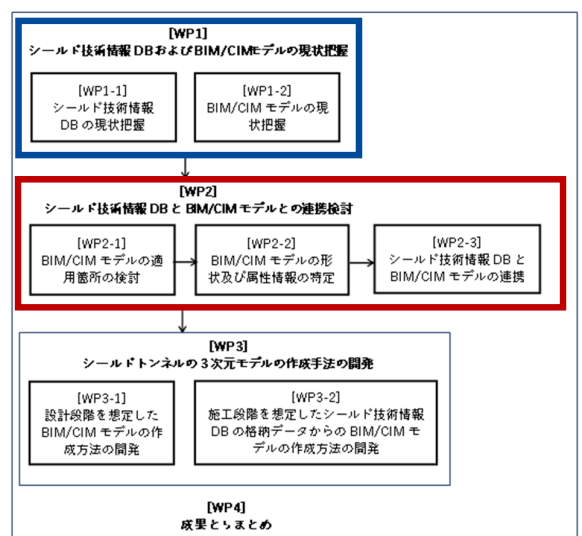 [WP1]
シールド技術情報 DB および BIM/CIM モデルの現状把握
[WP1-1]
シールド技術情報
DB の現状把握
[WP1-2]
BIM/CIM モデルの現
状把握
[WP2]
シールド技術情報 DB と BIM/CIM モデルとの連携検討
[WP2-1]
BIM/CIM モデルの適
用箇所の検討
[WP2-2]
BIM/CIM モデルの形
状及び属性情報の特定
[WP2-3]
シールド技術情報 DB と
BIM/CIM モデルの連携
[WP3]
シールドトンネルの3次元モデルの作成手法の開発
[WP3-1]
設計段階を想定した
BIM/CIM モデルの作
成方法の開発
[WP3-2]
施工段階を想定したシールド技術情報
DB の格納データからの BIM/CIM モ
デルの作成方法の開発
[WP4]
成果とりまとめ